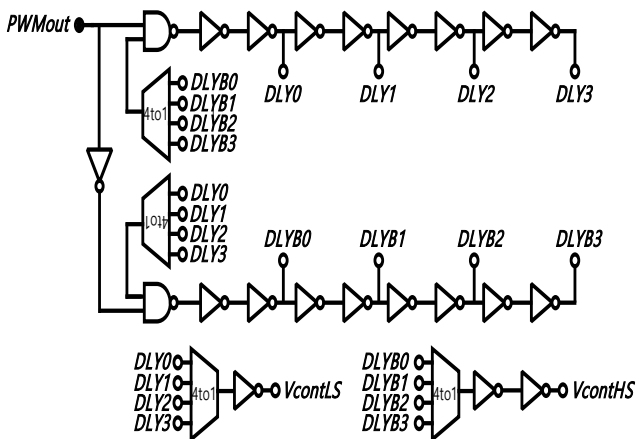 PWMout
DLY0 DLY1 DLY2 DLY3
4to1
DLYB0
DLYB1
DLYB2
DLYB3
4to1
DLY0
DLY1
DLY2
DLY3
DLYB0 DLYB1 DLYB2 DLYB3
DLY0
DLY1
DLY2
DLY3
4to1
VcontLS
DLYB0
DLYB1
DLYB2
DLYB3
4to1
VcontHS